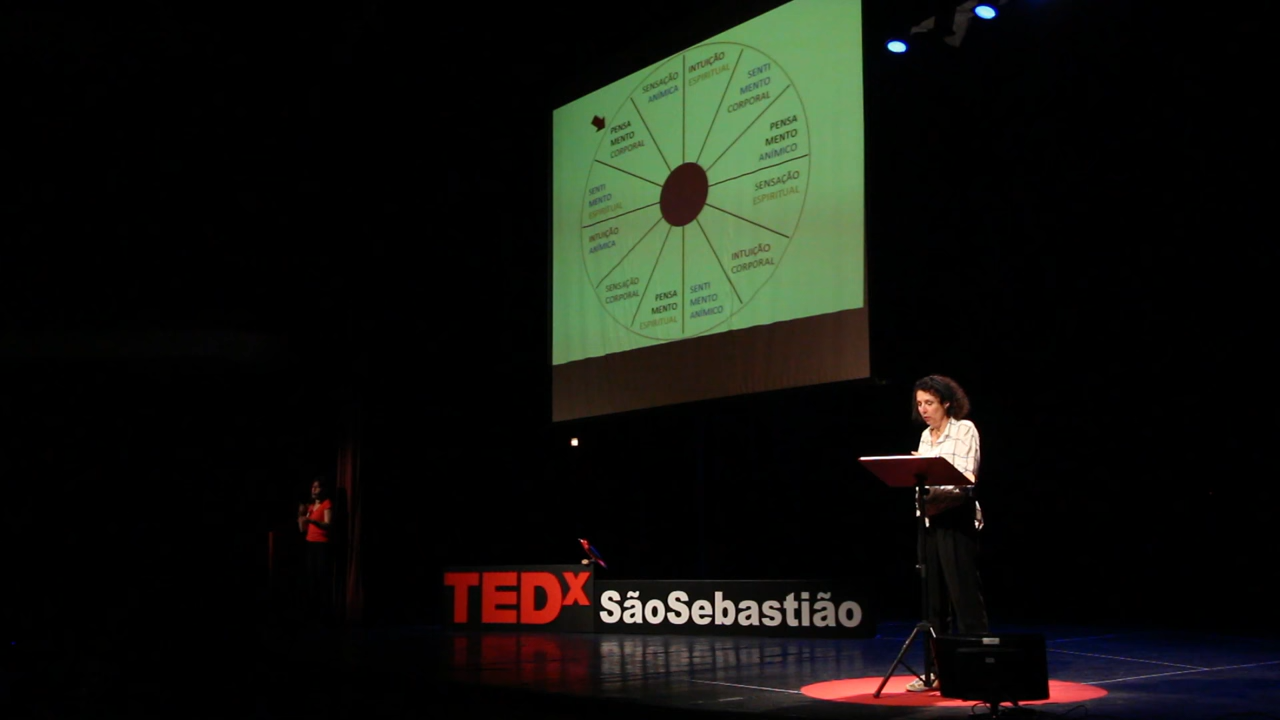 SENSAÇÃO
ANÍMICA
INTUIÇÃO
ESPIRITUAL
SENTI
MENTO
CORPORAL
PENSA
MENTO
ANÍMICO
SENSAÇÃO
ESPIRITUAL
INTUIÇÃO
CORPORAL
SENTI
MENTO
ANÍMICO
PENSA
MENTO
ESPIRITUAL
SENSAÇÃO
CORPORAL
INTUIÇÃO
ANÍMICA
SENTI
MENTO
ESPIRITUAL
PENSA
MENTO
CORPORAL
TEDx SãoSebastião